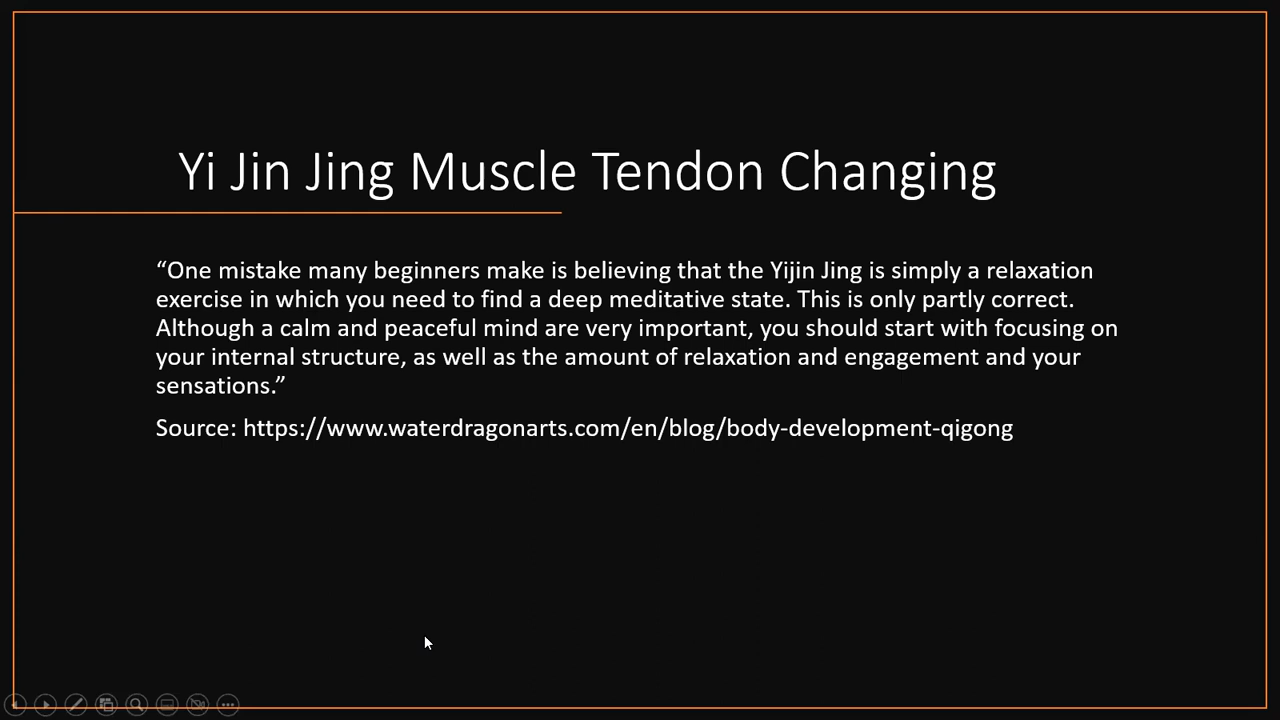 Yi Jin Jing Muscle Tendon Changing
“One mistake many beginners make is believing that the Yijin Jing is simply a relaxation
exercise in which you need to find a deep meditative state. This is only partly correct.
Although a calm and peaceful mind are very important, you should start with focusing on
your internal structure, as well as the amount of relaxation and engagement and your
sensations.”
Source: https://www.waterdragonarts.com/en/blog/body-development-qigong